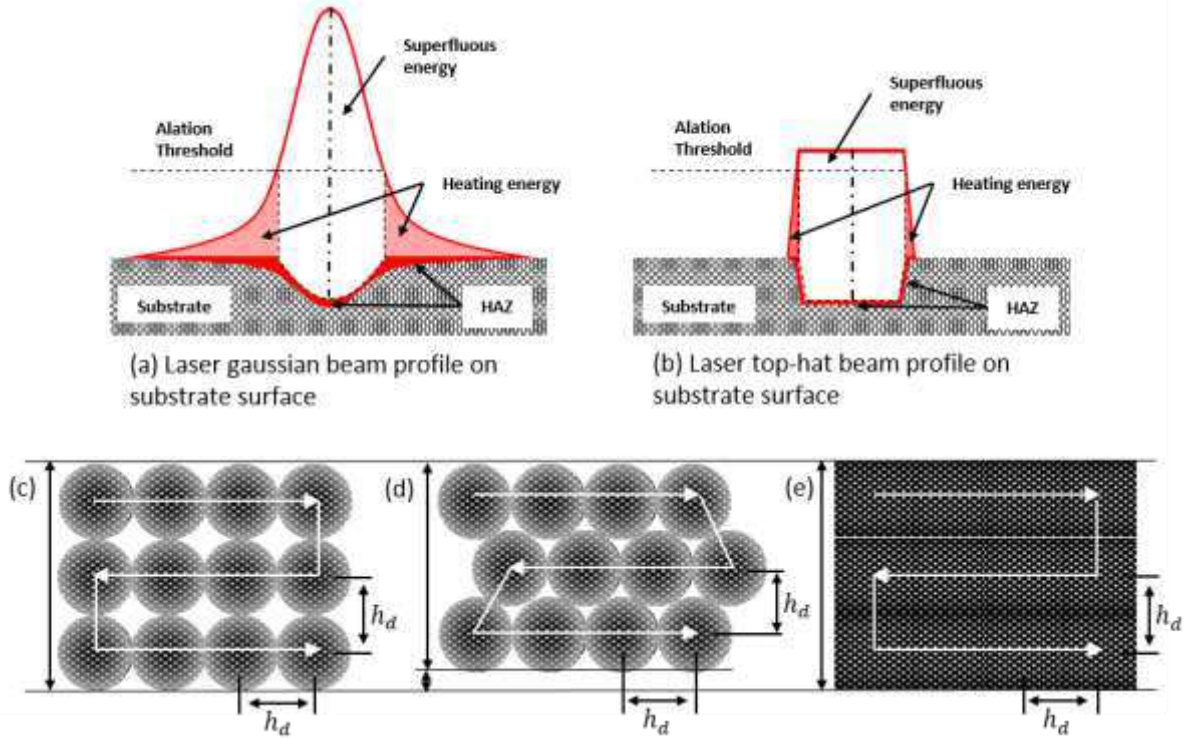 Superfluous
energy
Alation
Threshold
Heating energy
Substrate
HAZ
(a) Laser gaussian beam profile on
substrate surface
Superfluous
energy
Alation
Threshold
Heating energy
Substrate
HAZ
(b) Laser top-hat beam profile on
substrate surface
(c)
h_d
h_d
(d)
h_d
h_d
(e)
h_d
h_d